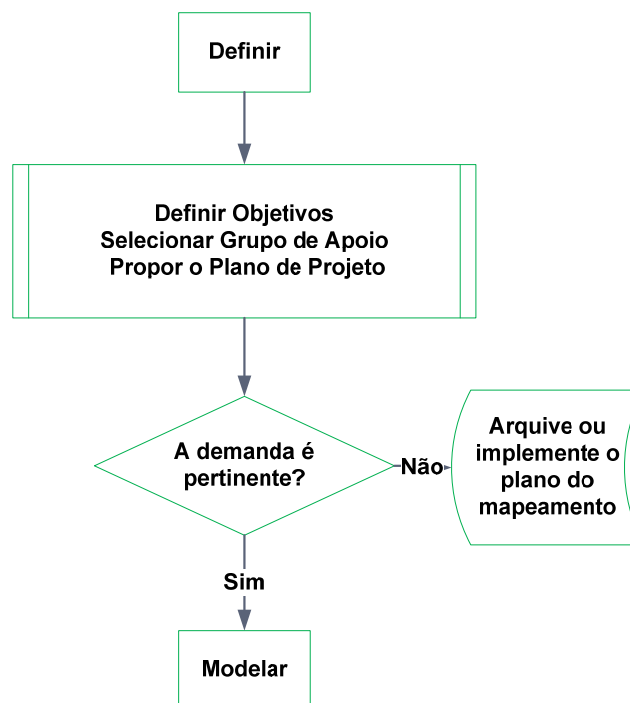 Definir
Definir Objetivos
Selecionar Grupo de Apoio
Propor o Plano de Projeto
A demanda é
pertinente?
Não
Arquive ou
implemente o
plano do
mapeamento
Sim
Modelar